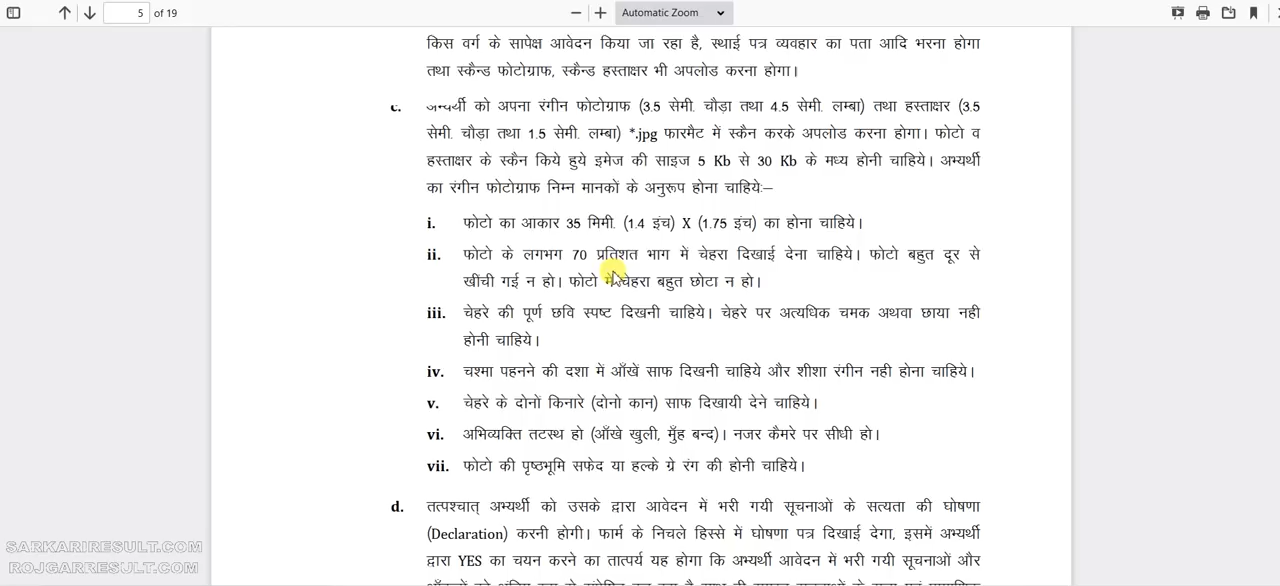 5 of 19
Automatic Zoom
किस वर्ग के सापेक्ष आवेदन किया जा रहा है, स्थाई पत्र व्यवहार का पता आदि भरना होगा
तथा स्कैन्ड फोटोग्राफ, स्कैन्ड हस्ताक्षर भी अपलोड करना होगा।
c. अभ्यर्थी को अपना रंगीन फोटोग्राफ (3.5 सेमी. चौड़ा तथा 4.5 सेमी. लम्बा) तथा हस्ताक्षर (3.5
सेमी. चौड़ा तथा 1.5 सेमी. लम्बा) *.jpg फारमैट में स्कैन करके अपलोड करना होगा। फोटो व
हस्ताक्षर के स्कैन किये हुये इमेज की साइज 5 Kb से 30 Kb के मध्य होनी चाहिये। अभ्यर्थी
का रंगीन फोटोग्राफ निम्न मानकों के अनुरूप होना चाहिये:–
i. फोटो का आकार 35 मिमी. (1.4 इंच) X (1.75 इंच) का होना चाहिये।
ii. फोटो के लगभग 70 प्रतिशत भाग में चेहरा दिखाई देना चाहिये। फोटो बहुत दूर से
खींची गई न हो। फोटो में चेहरा बहुत छोटा न हो।
iii. चेहरे की पूर्ण छवि स्पष्ट दिखनी चाहिये। चेहरे पर अत्यधिक चमक अथवा छाया नही
होनी चाहिये।
iv. चश्मा पहनने की दशा में आँखें साफ दिखनी चाहिये और शीशा रंगीन नही होना चाहिये।
v. चेहरे के दोनों किनारे (दोनो कान) साफ दिखायी देने चाहिये।
vi. अभिव्यक्ति तटस्थ हो (आँखे खुली, मुँह बन्द)। नजर कैमरे पर सीधी हो।
vii. फोटो की पृष्ठभूमि सफेद या हल्के ग्रे रंग की होनी चाहिये।
d. तत्पश्चात् अभ्यर्थी को उसके द्वारा आवेदन में भरी गयी सूचनाओं के सत्यता की घोषणा
(Declaration) करनी होगी। फार्म के निचले हिस्से में घोषणा पत्र दिखाई देगा, इसमें अभ्यर्थी
द्वारा YES का चयन करने का तात्पर्य यह होगा कि अभ्यर्थी आवेदन में भरी गयी सूचनाओं और
SARKARIRESULT.COM
ROJGARRESULT.COM